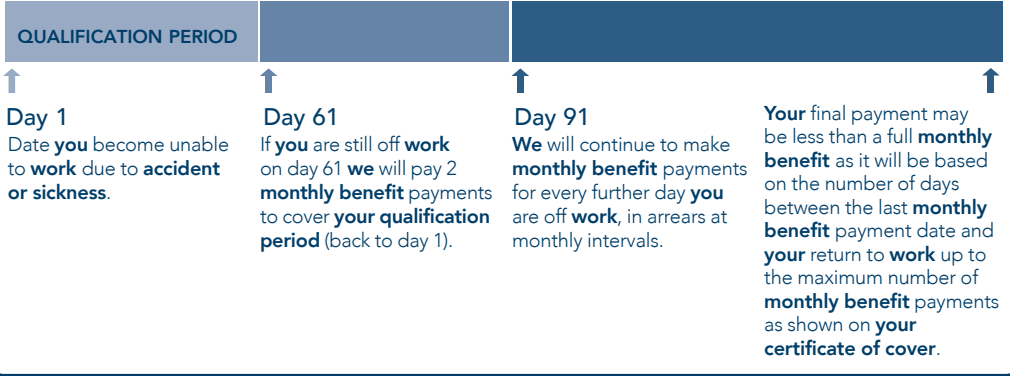 QUALIFICATION PERIOD
Day 1
Date you become unable
to work due to accident
or sickness.
Day 61
If you are still off work
on day 61 we will pay 2
monthly benefit payments
to cover your qualification
period (back to day 1).
Day 91
We will continue to make
monthly benefit payments
for every further day you
are off work, in arrears at
monthly intervals.
Your final payment may
be less than a full monthly
benefit as it will be based
on the number of days
between the last monthly
benefit payment date and
your return to work up to
the maximum number of
monthly benefit payments
as shown on your
certificate of cover.